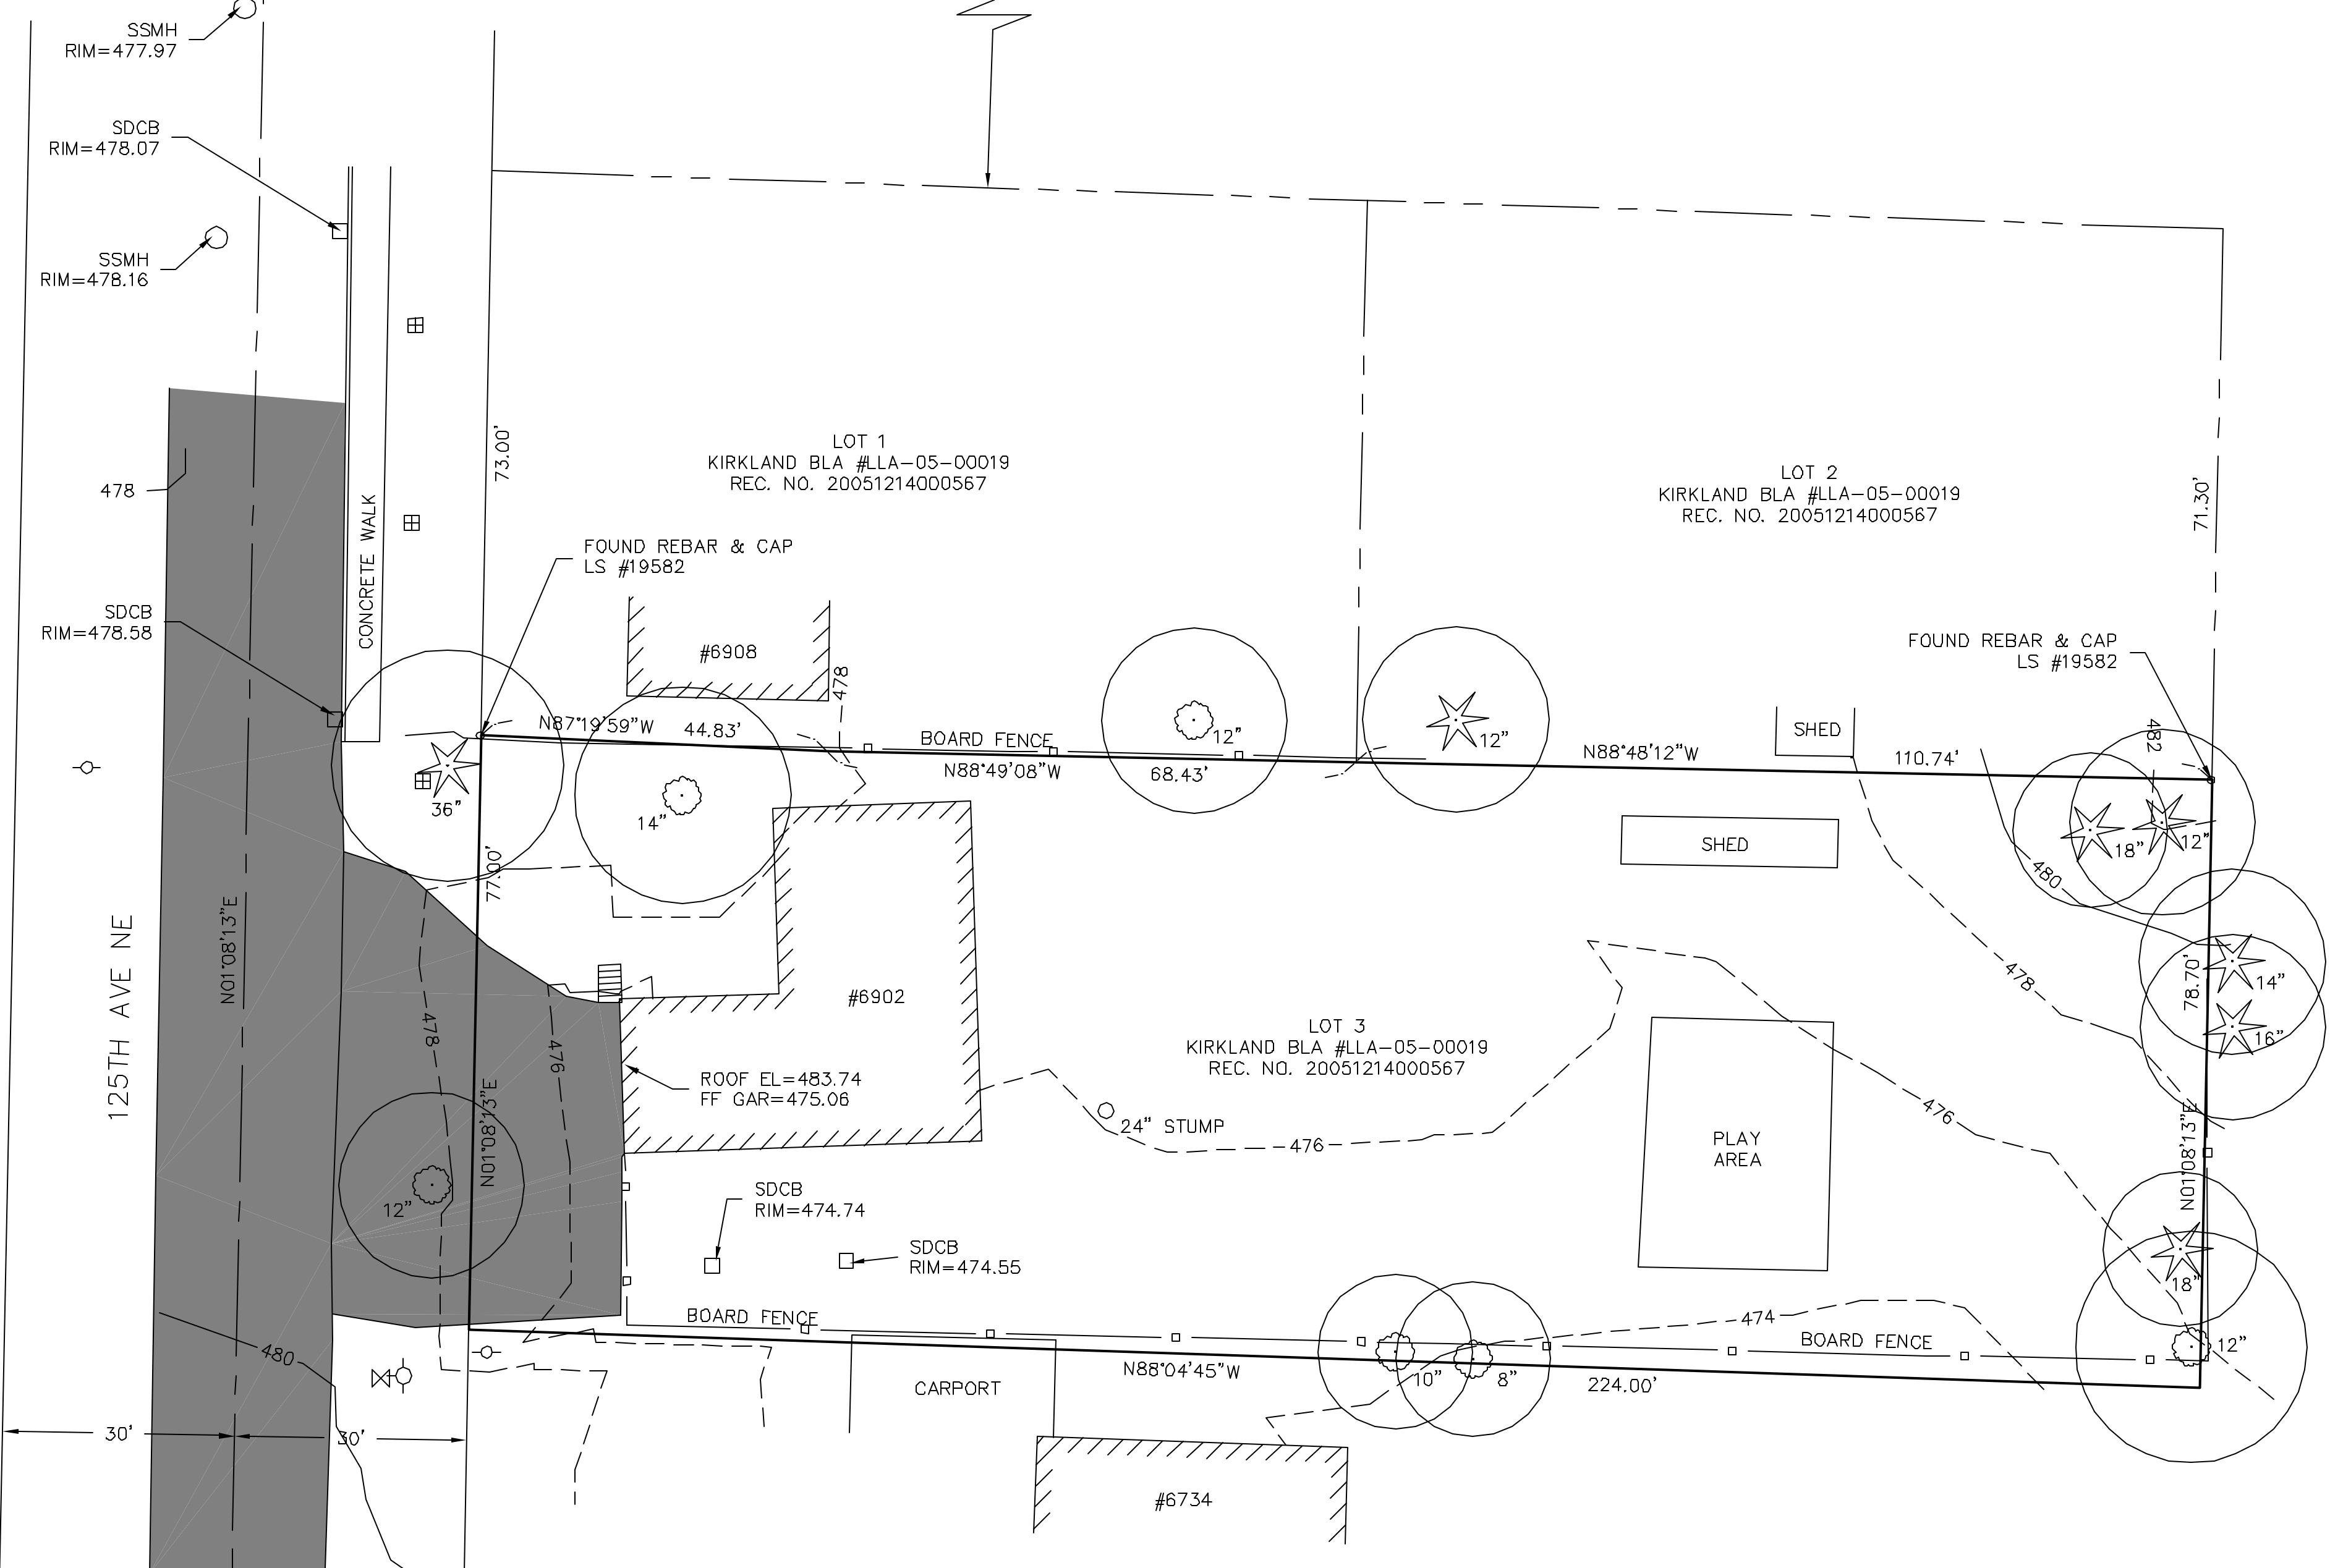 SSMH
RIM=477.97
SDCB
RIM=478.07
SSMH
RIM=478.16
478
CONCRETE WALK
73.00'
LOT 1
KIRKLAND BLA #LLA-05-00019
REC. NO. 20051214000567
LOT 2
KIRKLAND BLA #LLA-05-00019
REC. NO. 20051214000567
71.30'
FOUND REBAR & CAP
LS #19582
SDCB
RIM=478.58
#6908
478
FOUND REBAR & CAP
LS #19582
N87°19'59"W
44.83'
BOARD FENCE
N88°49'08"W
68.43'
12"
12"
N88°48'12"W
110.74'
SHED
482
36"
14"
SHED
18"
12"
480
77.00'
125TH AVE NE
N01°08'13"E
478
476
#6902
478
78.70'
14"
16"
LOT 3
KIRKLAND BLA #LLA-05-00019
REC. NO. 20051214000567
ROOF EL=483.74
FF GAR=475.06
N01°08'13"E
24" STUMP
476
476
PLAY
AREA
N01°08'13"E
12"
SDCB
RIM=474.74
SDCB
RIM=474.55
18"
BOARD FENCE
474
BOARD FENCE
12"
480
CARPORT
N88°04'45"W
10"
8"
224.00'
30'
30'
#6734